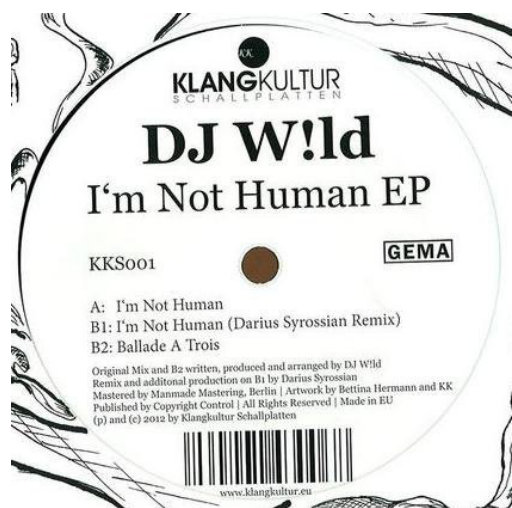 KK
KLANGKULTUR
SCHALLPLATTEN
DJ W!ld
I'm Not Human EP
KKS001
GEMA
A: I'm Not Human
B1: I'm Not Human (Darius Syrossian Remix)
B2: Ballade A Trois
Original Mix and B2 written, produced and arranged by DJ W!ld
Remix and additonal production on B1 by Darius Syrossian
Mastered by Manmade Mastering, Berlin | Artwork by Bettina Hermann and KK
Published by Copyright Control | All Rights Reserved | Made in EU
(p) and (c) 2012 by Klangkultur Schallplatten
www.klangkultur.eu